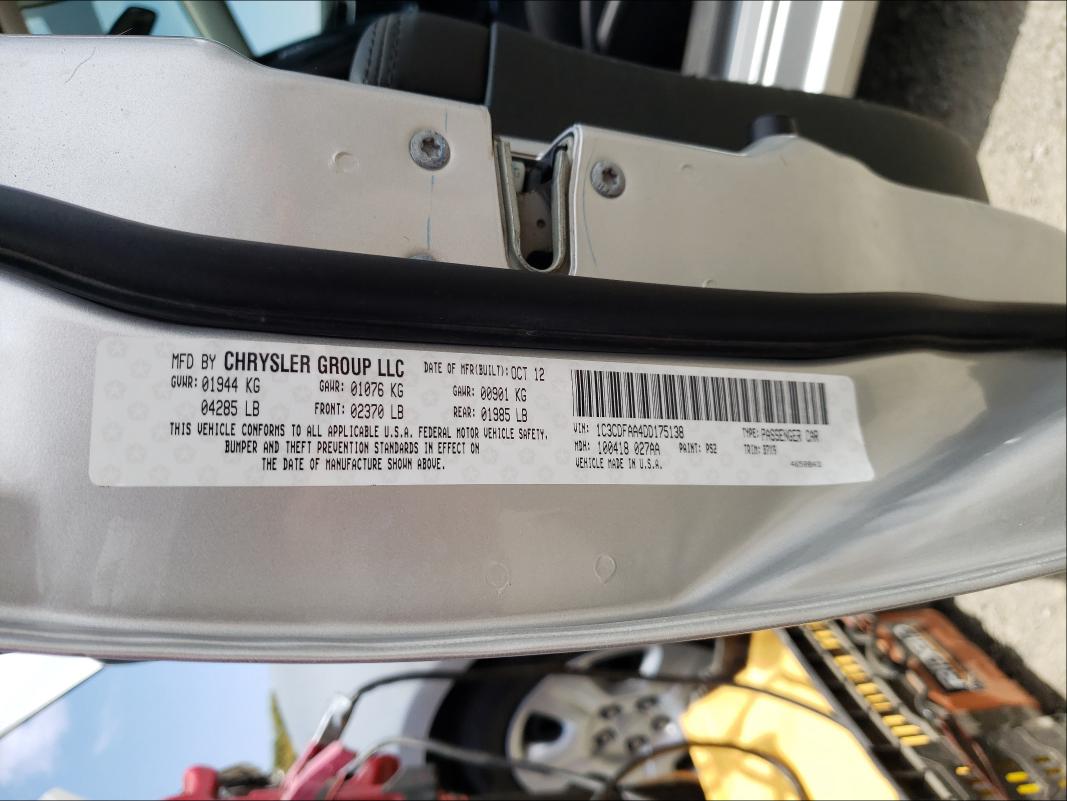 MFD BY CHRYSLER GROUP LLC DATE OF MFR(BUILT): OCT 12
GVWR: 01944 KG GAWR: 01076 KG GAWR: 00901 KG
04285 LB FRONT: 02370 LB REAR: 01985 LB
THIS VEHICLE CONFORMS TO ALL APPLICABLE U.S.A. FEDERAL MOTOR VEHICLE SAFETY,
BUMPER AND THEFT PREVENTION STANDARDS IN EFFECT ON
THE DATE OF MANUFACTURE SHOWN ABOVE.
VIN: 1C3CDFAA4DD175138 TYPE: PASSENGER CAR
MDH: 100418 027AA PAINT: PS2 TRIM: B7X9
VEHICLE MADE IN U.S.A.